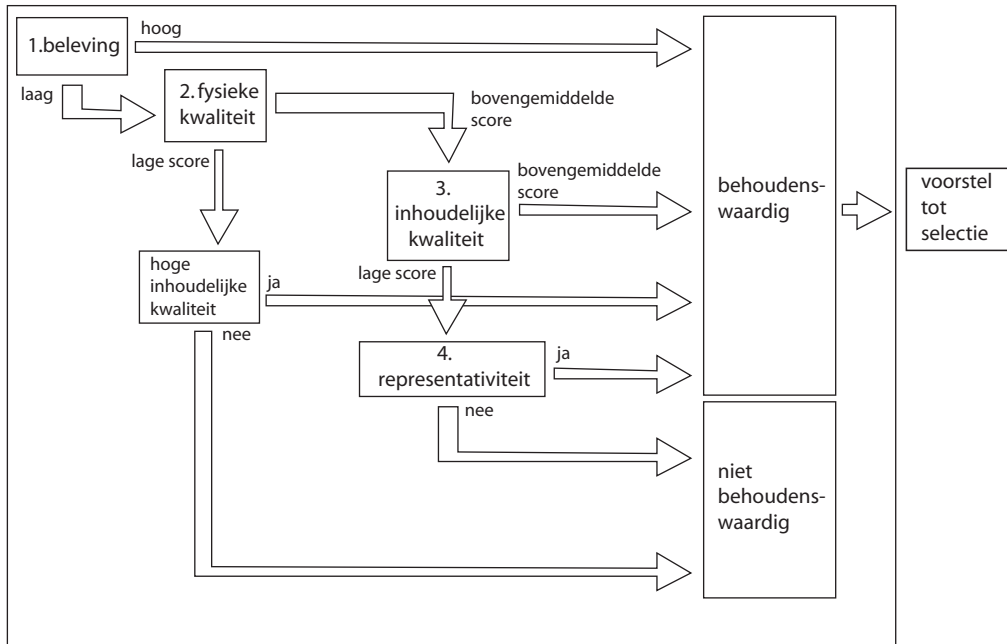 1.beleving
hoog
laag
2. fysieke
kwaliteit
bovengemiddelde
score
lage score
3.
inhoudelijke
kwaliteit
bovengemiddelde
score
behoudens-
waardig
voorstel
tot
selectie
hoge
inhoudelijke
kwaliteit
ja
lage score
nee
4.
representativiteit
ja
nee
niet
behoudens-
waardig